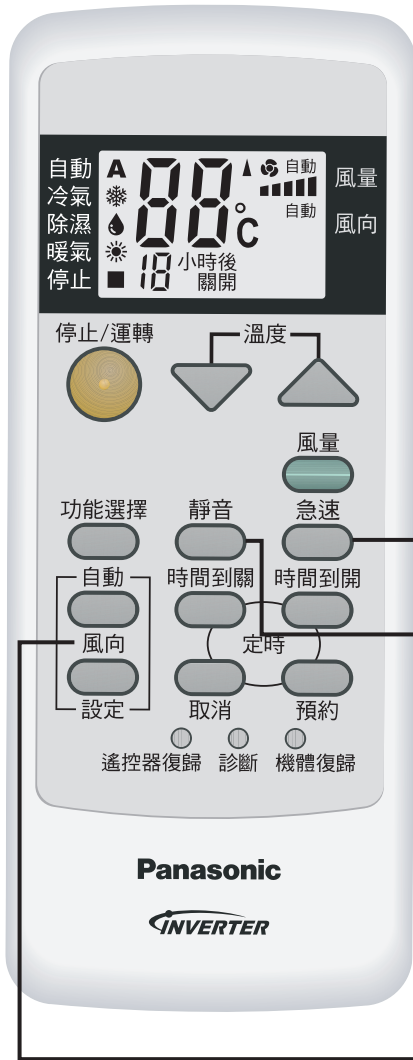 自動 A 88°C 自動 風量
冷氣
除濕 自動 風向
暖氣 18 小時後
停止 關開
停止/運轉 溫度
風量
功能選擇 靜音 急速
自動 時間到關 時間到開
風向 定時
設定 取消 預約
遙控器復歸 診斷 機體復歸
Panasonic
INVERTER